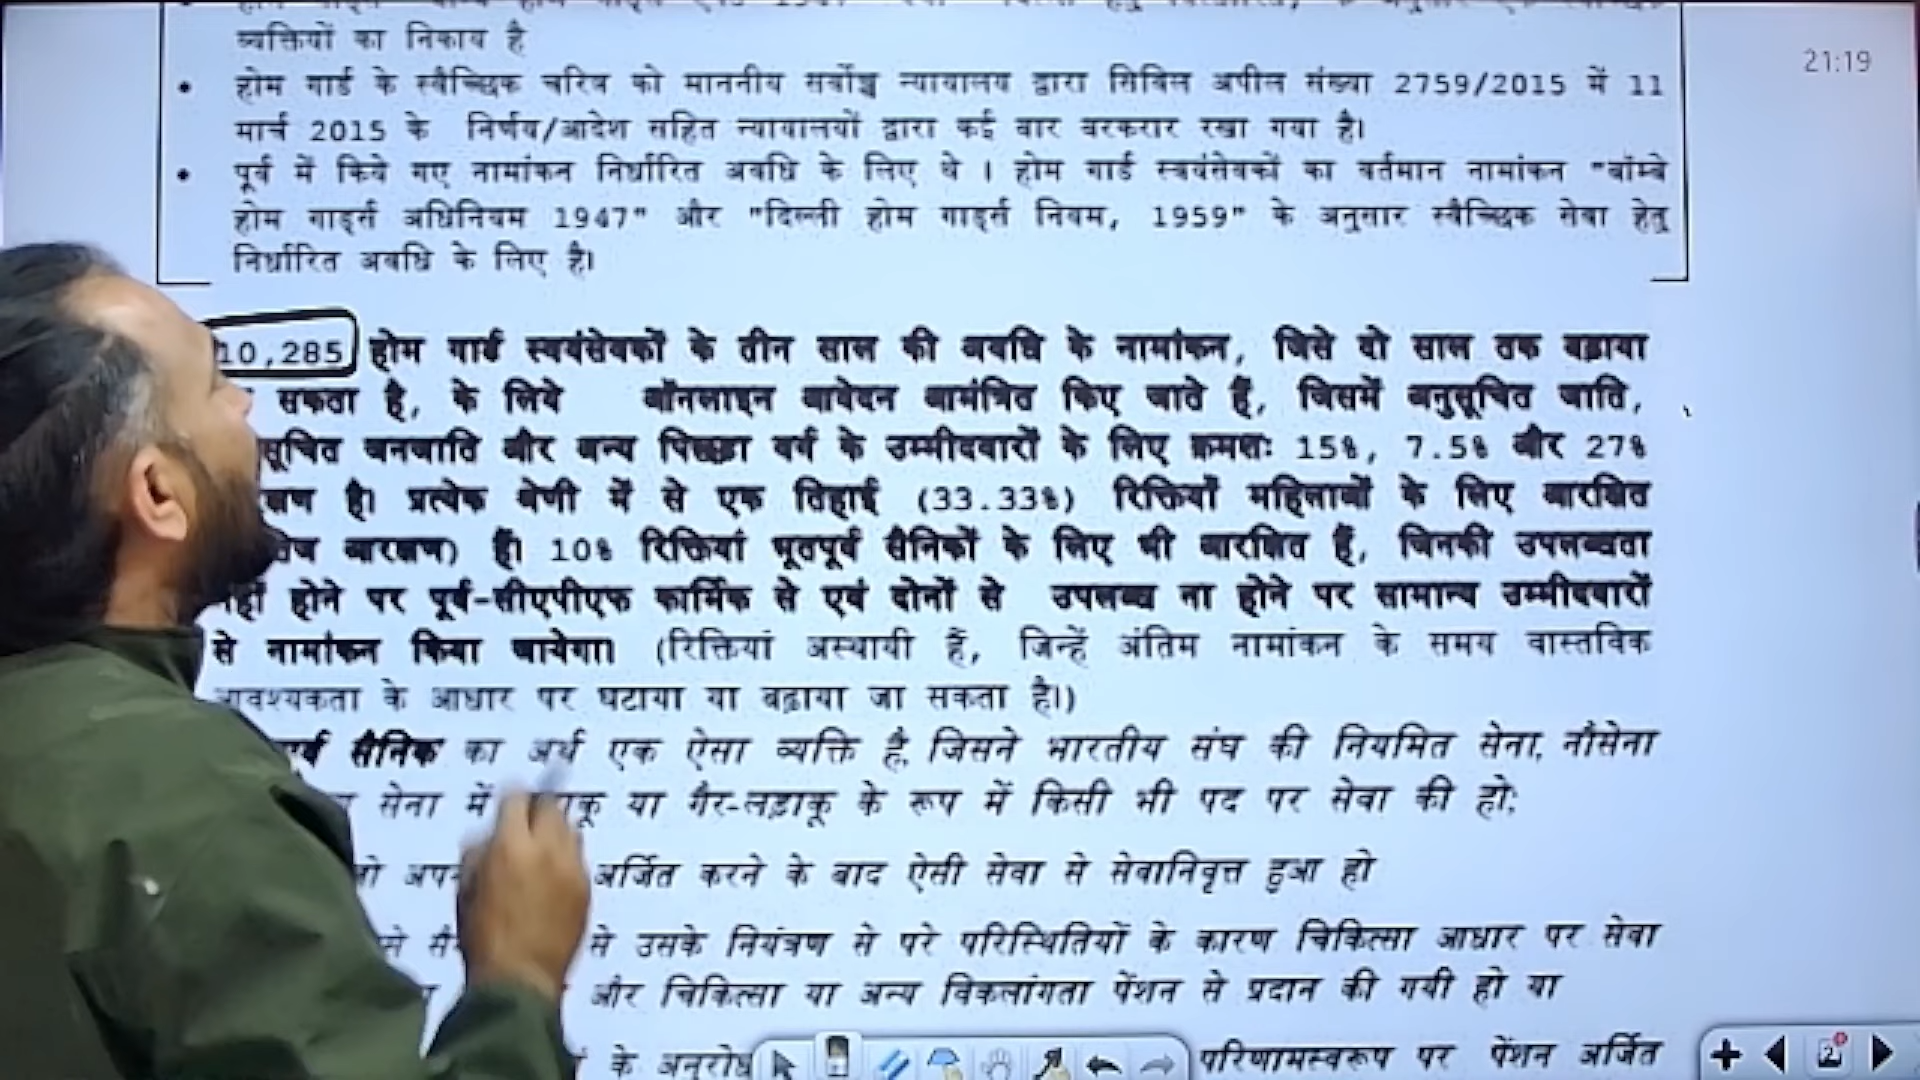 व्यक्तियों का निकाय है
21:19
• होम गार्ड के स्वैच्छिक चरित्र को माननीय सर्वोच्च न्यायालय द्वारा सिविल अपील संख्या 2759/2015 में 11
मार्च 2015 के निर्णय/आदेश सहित न्यायालयों द्वारा कई बार बरकरार रखा गया है।
• पूर्व में किये गए नामांकन निर्धारित अवधि के लिए थे । होम गार्ड स्वयंसेवकों का वर्तमान नामांकन "बॉम्बे
होम गार्ड्स अधिनियम 1947" और "दिल्ली होम गार्ड्स नियम, 1959" के अनुसार स्वैच्छिक सेवा हेतु
निर्धारित अवधि के लिए है।
10,285 होम गार्ड स्वयंसेवकों के तीन साल की अवधि के नामांकन, जिसे दो साल तक बढ़ाया
सकता है, के लिये ऑनलाइन आवेदन आमंत्रित किए जाते हैं, जिसमें अनुसूचित जाति,
सूचित जनजाति और अन्य पिछड़ा वर्ग के उम्मीदवारों के लिए क्रमशः 15%, 7.5% और 27%
है। प्रत्येक श्रेणी में से एक तिहाई (33.33%) रिक्तियाँ महिलाओं के लिए आरक्षित
आरक्षण) हैं। 10% रिक्तियां भूतपूर्व सैनिकों के लिए भी आरक्षित हैं, जिनकी उपलब्धता
नहीं होने पर पूर्व-सीएपीएफ कार्मिक से एवं दोनों से उपलब्ध ना होने पर सामान्य उम्मीदवारों
से नामांकन किया जायेगा। (रिक्तियां अस्थायी हैं, जिन्हें अंतिम नामांकन के समय वास्तविक
आवश्यकता के आधार पर घटाया या बढ़ाया जा सकता है।)
सैनिक का अर्थ एक ऐसा व्यक्ति है, जिसने भारतीय संघ की नियमित सेना, नौसेना
सेना में या गैर-लड़ाकू के रूप में किसी भी पद पर सेवा की हो;
अर्जित करने के बाद ऐसी सेवा से सेवानिवृत्त हुआ हो
से उसके नियंत्रण से परे परिस्थितियों के कारण चिकित्सा आधार पर सेवा
और चिकित्सा या अन्य विकलांगता पेंशन से प्रदान की गयी हो या
के अनुरोध परिणामस्वरूप पर पेंशन अर्जित
2